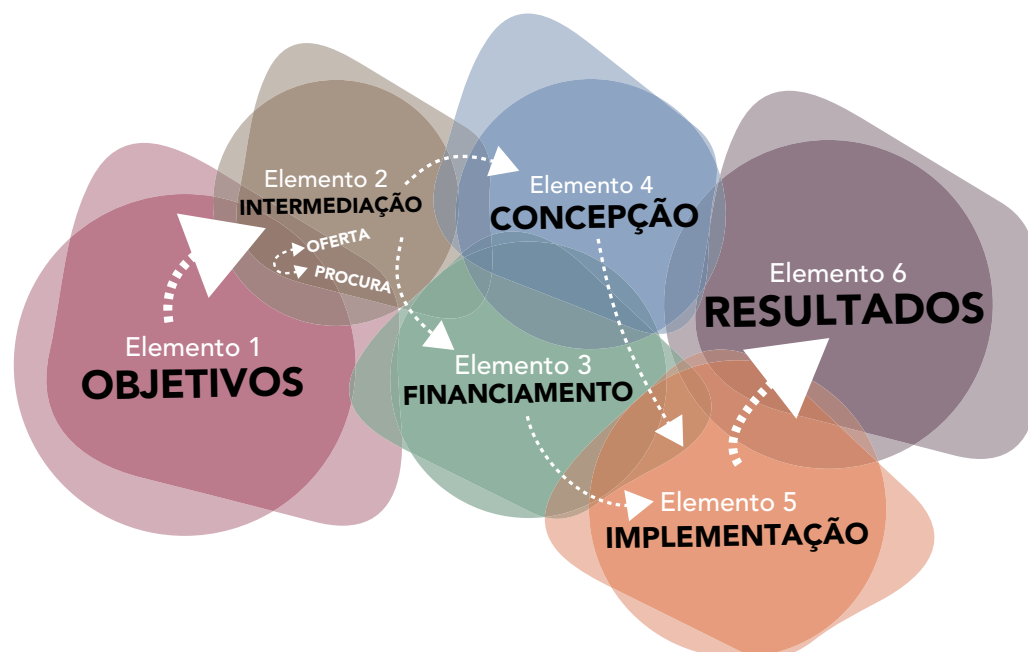 Elemento 1
OBJETIVOS
Elemento 2
INTERMEDIAÇÃO
OFERTA
PROCURA
Elemento 3
FINANCIAMENTO
Elemento 4
CONCEPÇÃO
Elemento 5
IMPLEMENTAÇÃO
Elemento 6
RESULTADOS